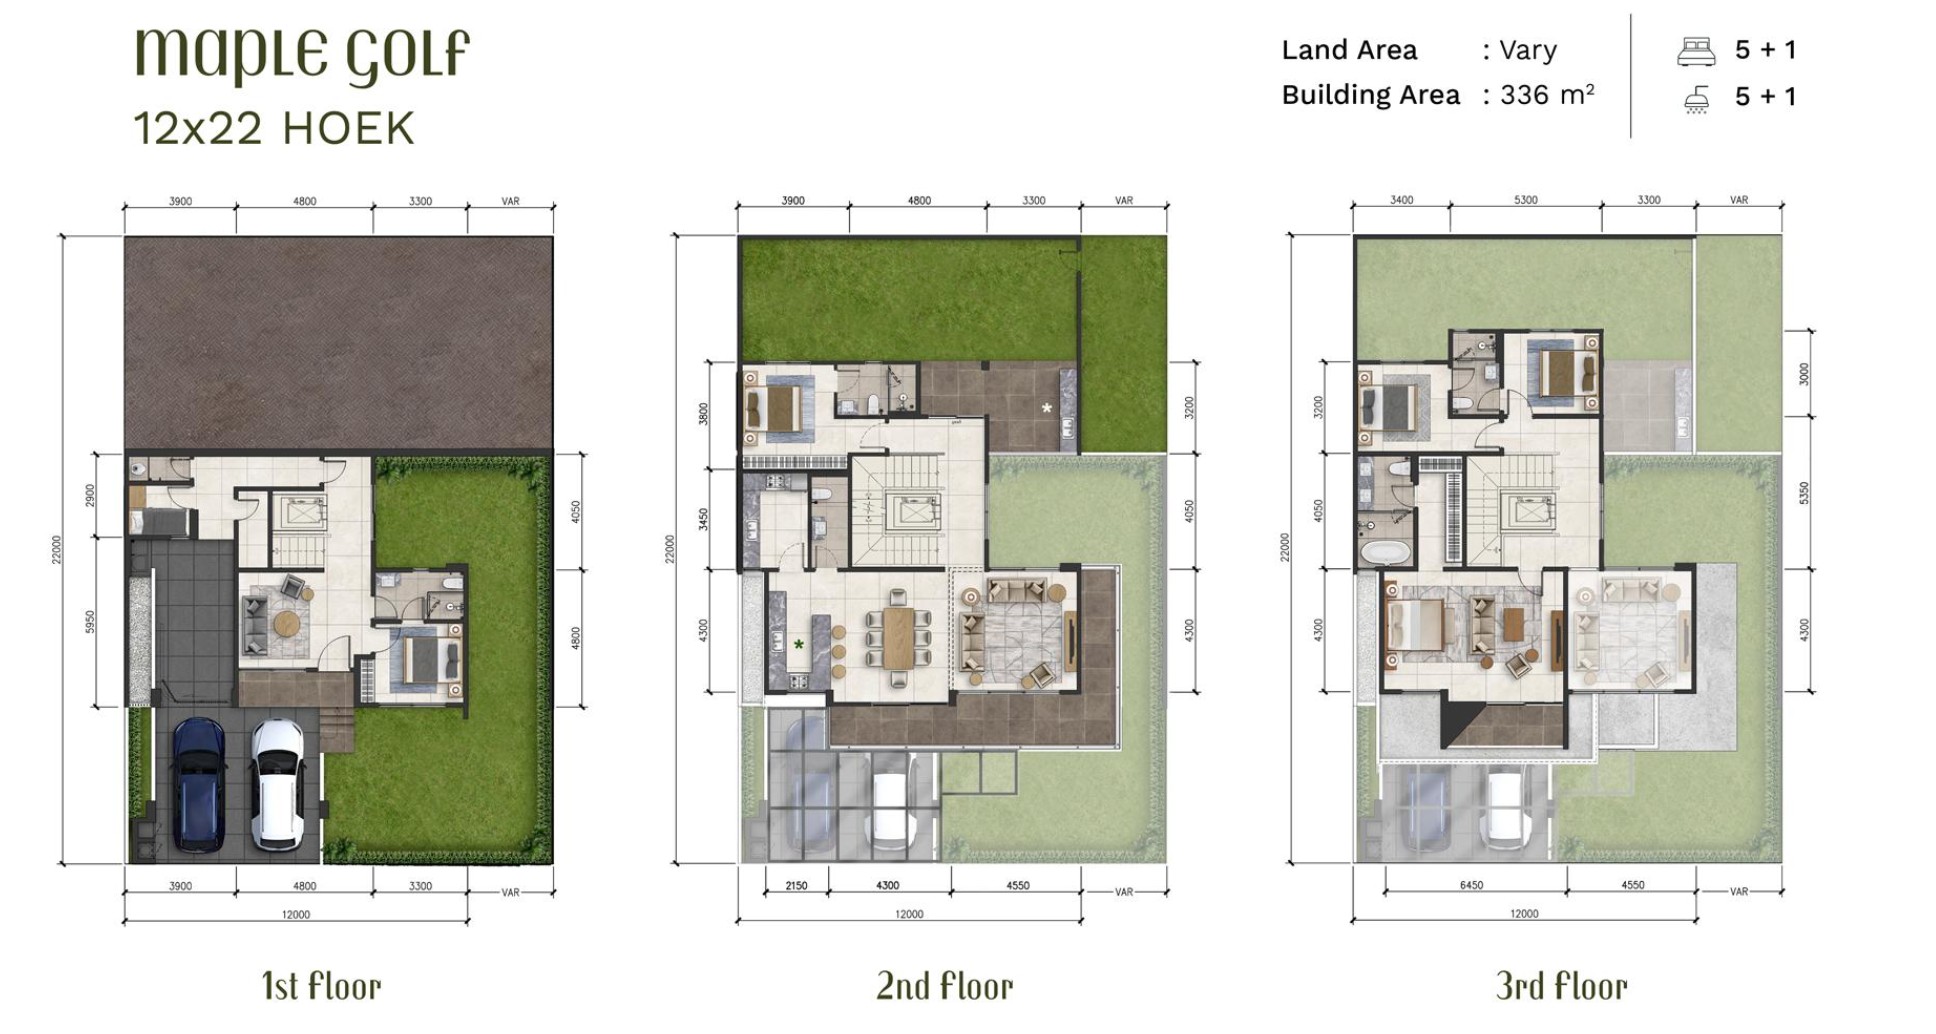 maple golf
12x22 HOEK
Land Area : Vary
Building Area : 336 m²
5 + 1
5 + 1
3900 4800 3300 VAR
22000
2900
5950
4050
4800
3900 4800 3300 VAR
12000
1st floor
3900 4800 3300 VAR
22000
3800
3450
4300
3200
4050
4300
2150 4300 4550 VAR
12000
2nd floor
3400 5300 3300 VAR
22000
3200
4050
4300
3000
5350
4300
6450 4550 VAR
12000
3rd floor